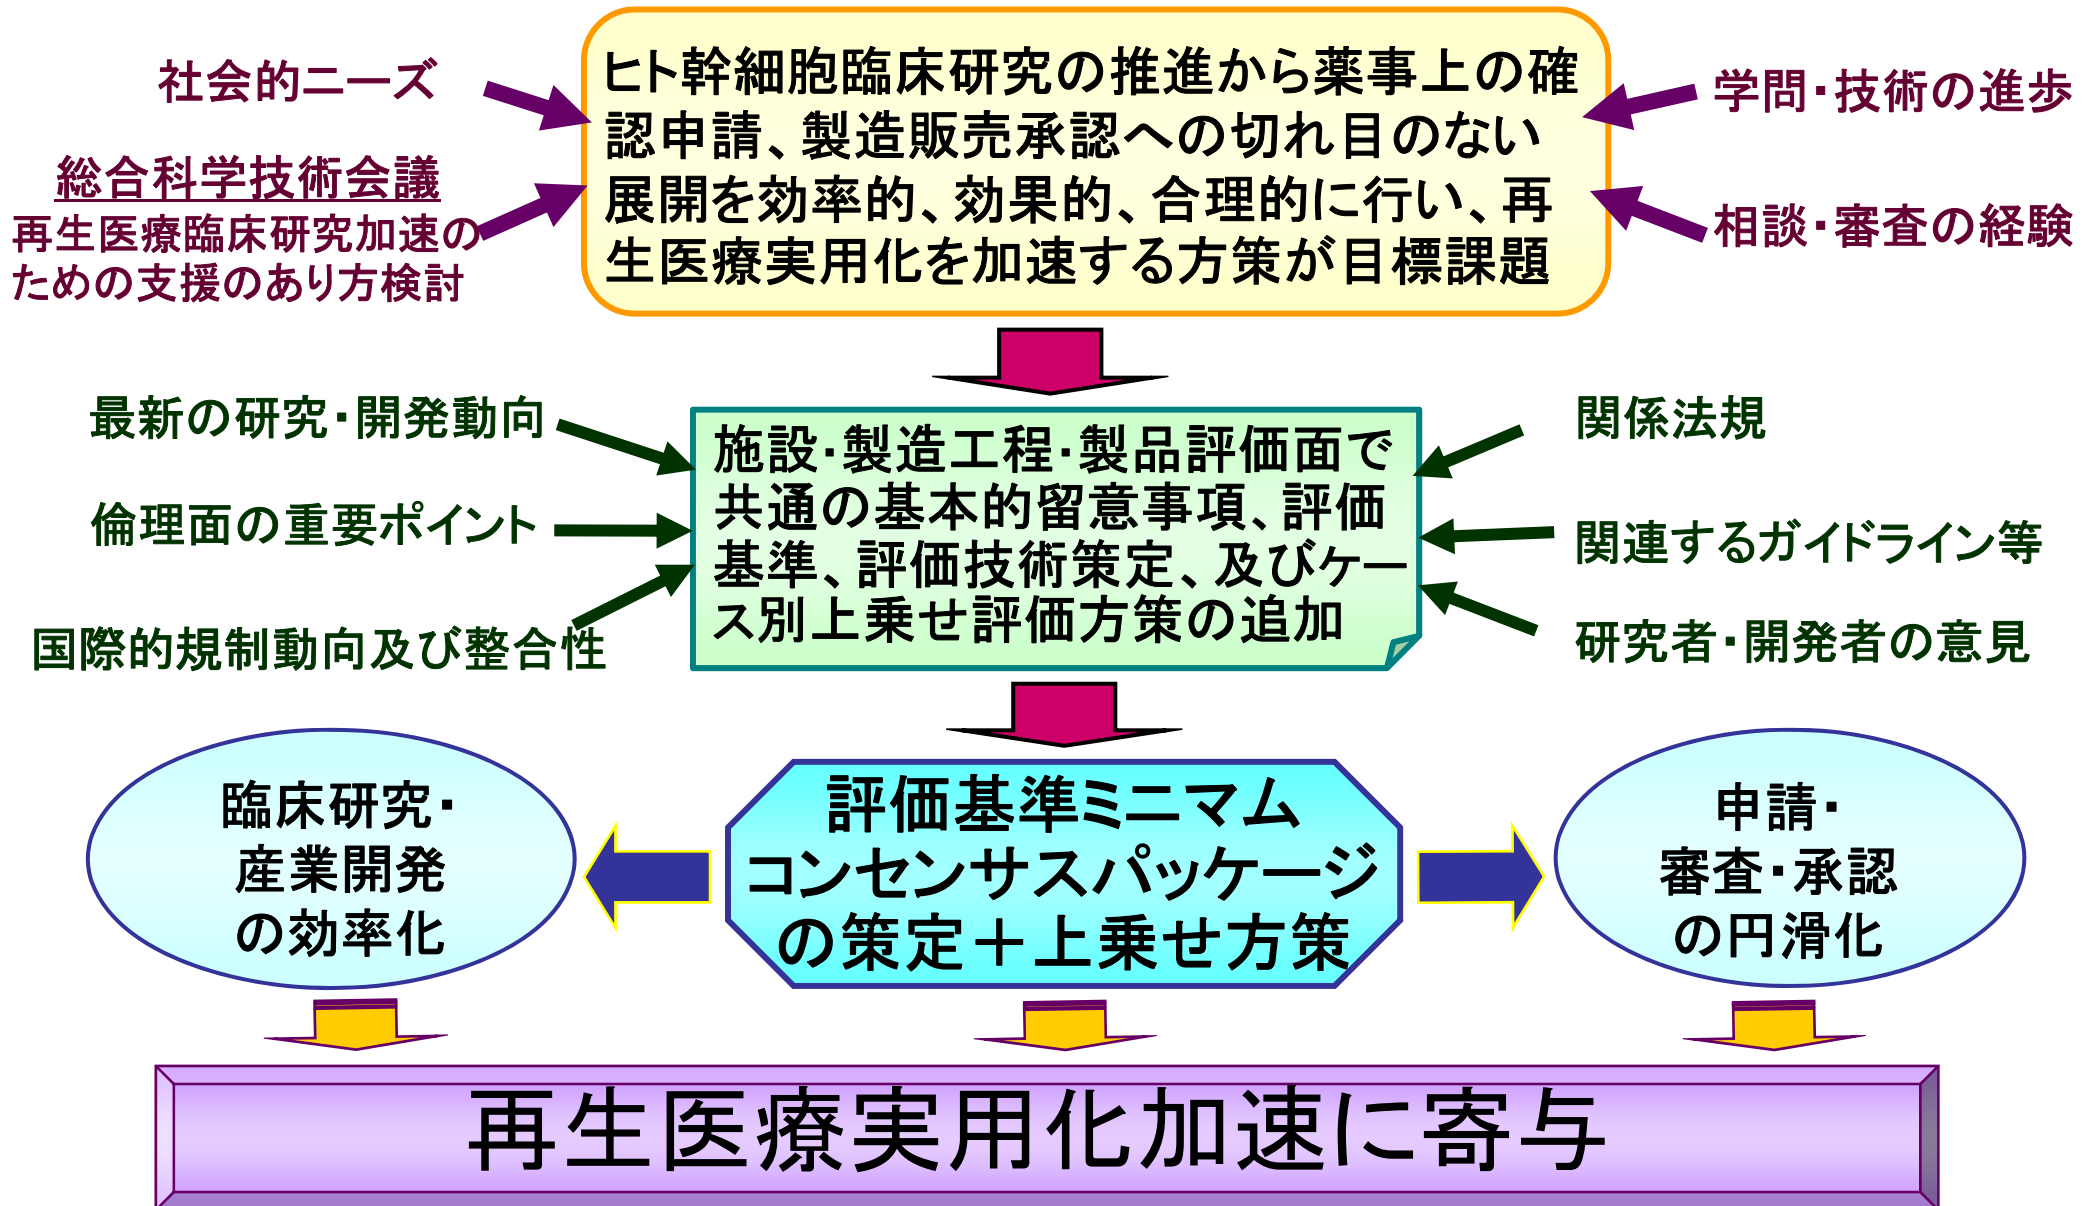 社会的ニーズ
総合科学技術会議
再生医療臨床研究加速の
ための支援のあり方検討
ヒト幹細胞臨床研究の推進から薬事上の確
認申請、製造販売承認への切れ目のない
展開を効率的、効果的、合理的に行い、再
生医療実用化を加速する方策が目標課題
学問・技術の進歩
相談・審査の経験
最新の研究・開発動向
倫理面の重要ポイント
国際的規制動向及び整合性
施設・製造工程・製品評価面で
共通の基本的留意事項、評価
基準、評価技術策定、及びケー
ス別上乗せ評価方策の追加
関係法規
関連するガイドライン等
研究者・開発者の意見
臨床研究・
産業開発
の効率化
評価基準ミニマム
コンセンサスパッケージ
の策定＋上乗せ方策
申請・
審査・承認
の円滑化
再生医療実用化加速に寄与